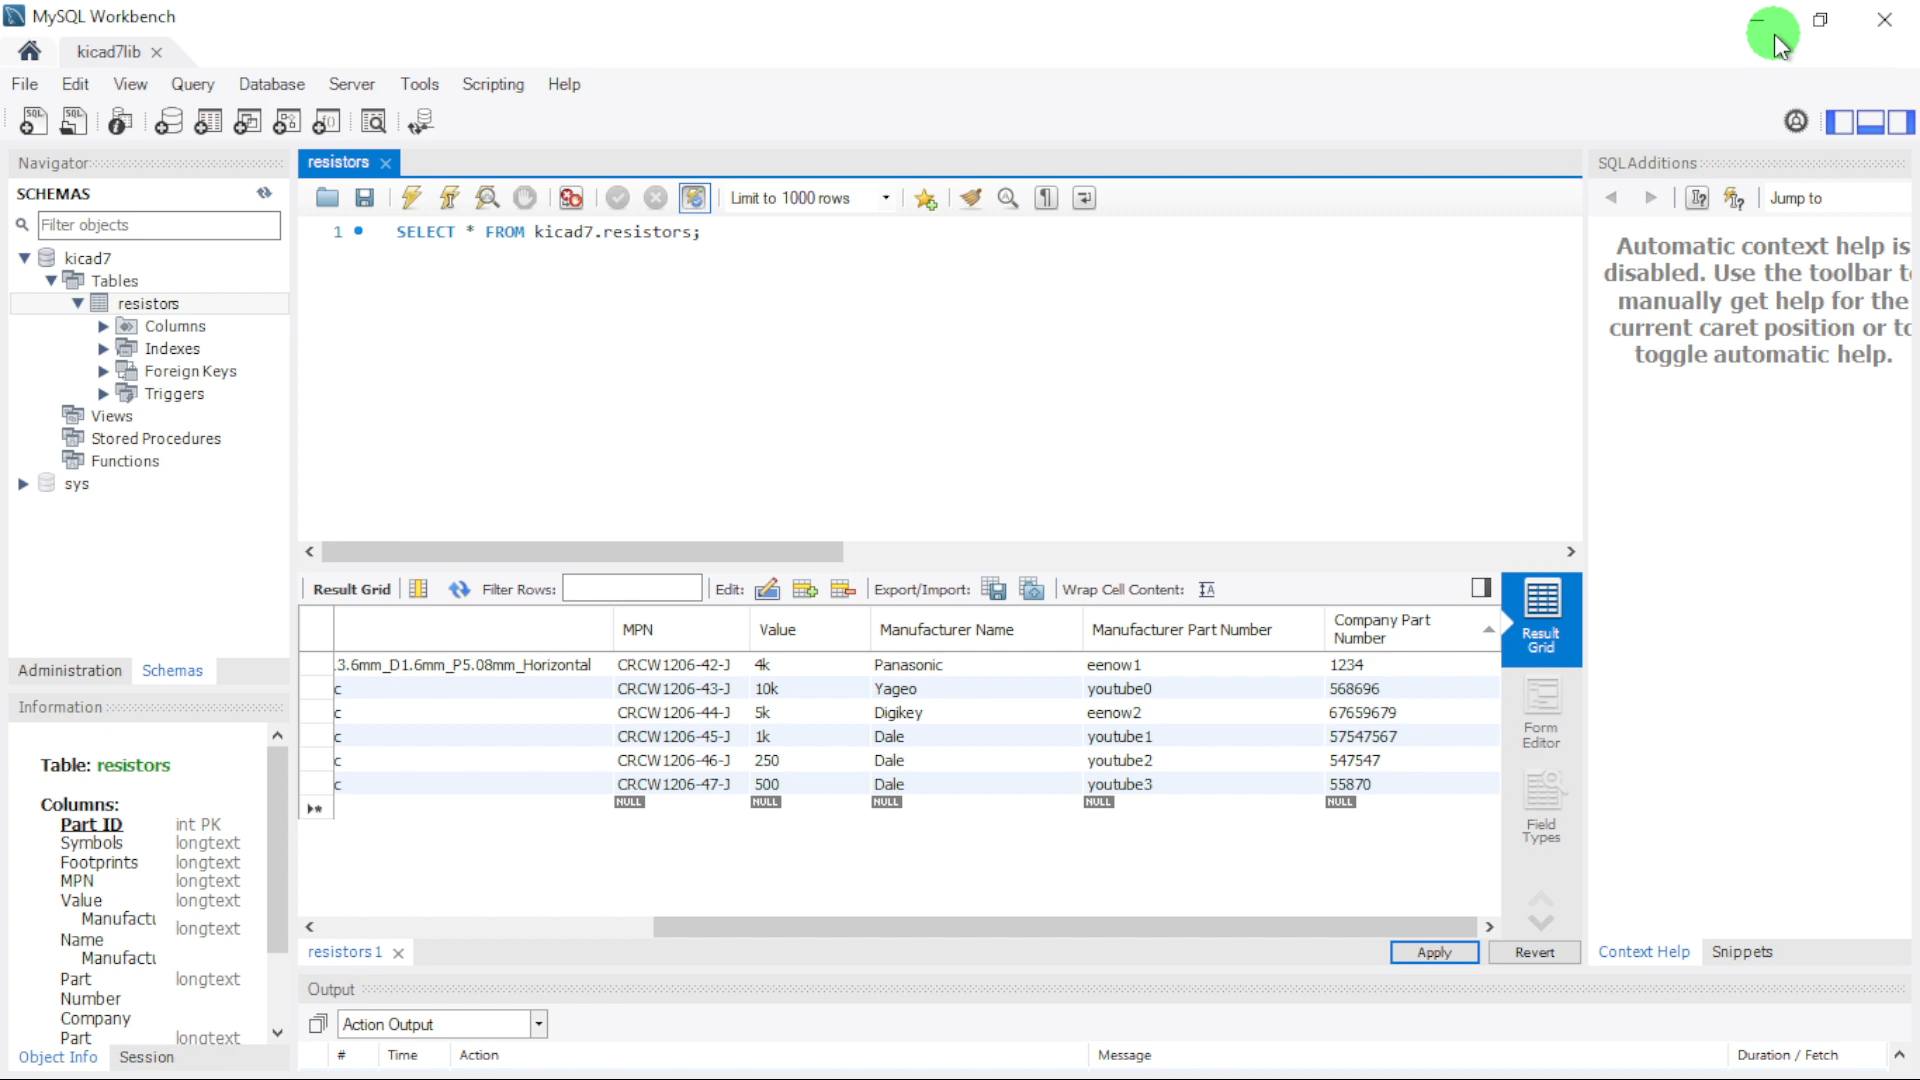 MySQL Workbench
kicad7lib
File Edit View Query Database Server Tools Scripting Help
Navigator
SCHEMAS
Filter objects
kicad7
Tables
resistors
Columns
Indexes
Foreign Keys
Triggers
Views
Stored Procedures
Functions
sys
Administration Schemas
Information
Table: resistors
Columns:
Part ID int PK
Symbols longtext
Footprints longtext
MPN longtext
Value longtext
Manufactu
Name longtext
Manufactu
Part longtext
Number
Company
Part longtext
Object Info Session
resistors
Limit to 1000 rows
1 SELECT * FROM kicad7.resistors;
Result Grid Filter Rows: Edit: Export/Import: Wrap Cell Content:
MPN Value Manufacturer Name Manufacturer Part Number Company Part Number
.3.6mm_D1.6mm_P5.08mm_Horizontal CRCW1206-42-J 4k Panasonic eenow1 1234
c CRCW1206-43-J 10k Yageo youtube0 568696
c CRCW1206-44-J 5k Digikey eenow2 67659679
c CRCW1206-45-J 1k Dale youtube1 57547567
c CRCW1206-46-J 250 Dale youtube2 547547
c CRCW1206-47-J 500 Dale youtube3 55870
NULL NULL NULL NULL NULL
Result
Grid
Form
Editor
Field
Types
resistors1 Apply Revert
Output
Action Output
# Time Action Message Duration / Fetch
SQLAdditions
Jump to
Automatic context help is
disabled. Use the toolbar t
manually get help for the
current caret position or to
toggle automatic help.
Context Help Snippets